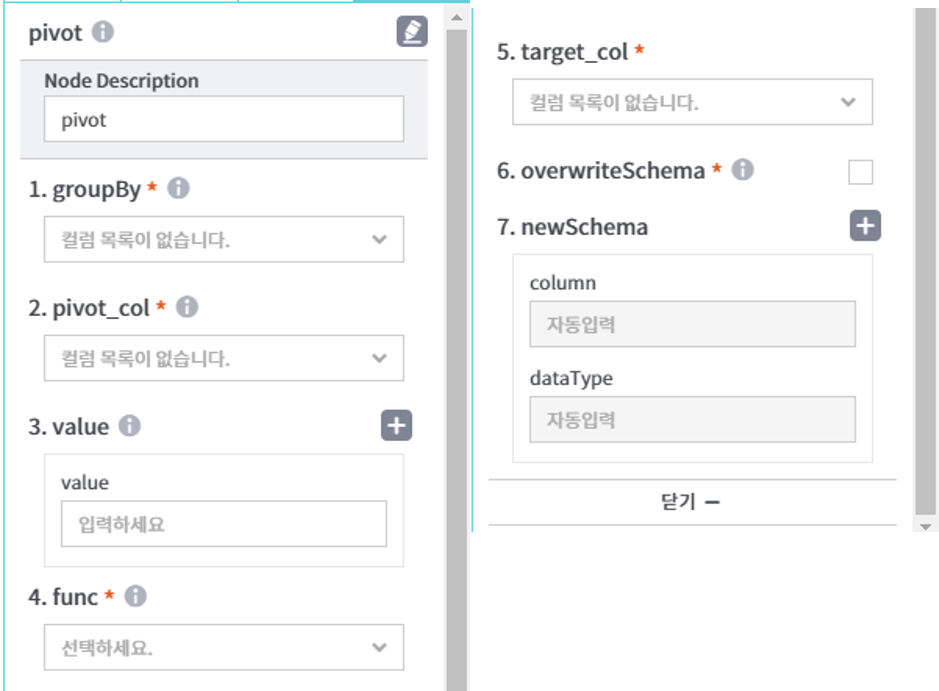 pivot
Node Description
pivot
1. groupBy *
컬럼 목록이 없습니다.
2. pivot_col *
컬럼 목록이 없습니다.
3. value
value
입력하세요
4. func *
선택하세요.
5. target_col *
컬럼 목록이 없습니다.
6. overwriteSchema *
7. newSchema
column
자동입력
dataType
자동입력
닫기